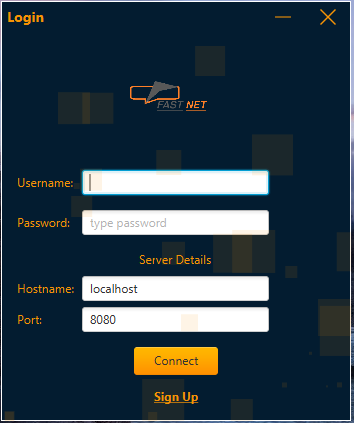 Login
FAST NET
Username:
Password: type password
Server Details
Hostname: localhost
Port: 8080
Connect
Sign Up